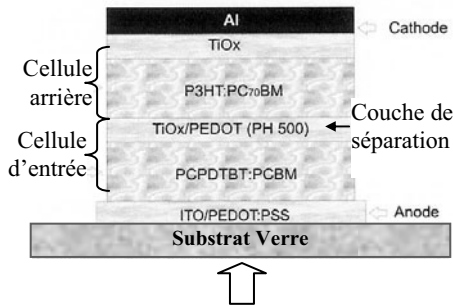 Al
Cathode
TiOx
Cellule
arrière
P3HT:PC70BM
TiOx/PEDOT (PH 500)
Couche de
séparation
Cellule
d'entrée
PCPDTBT:PCBM
ITO/PEDOT:PSS
Anode
Substrat Verre